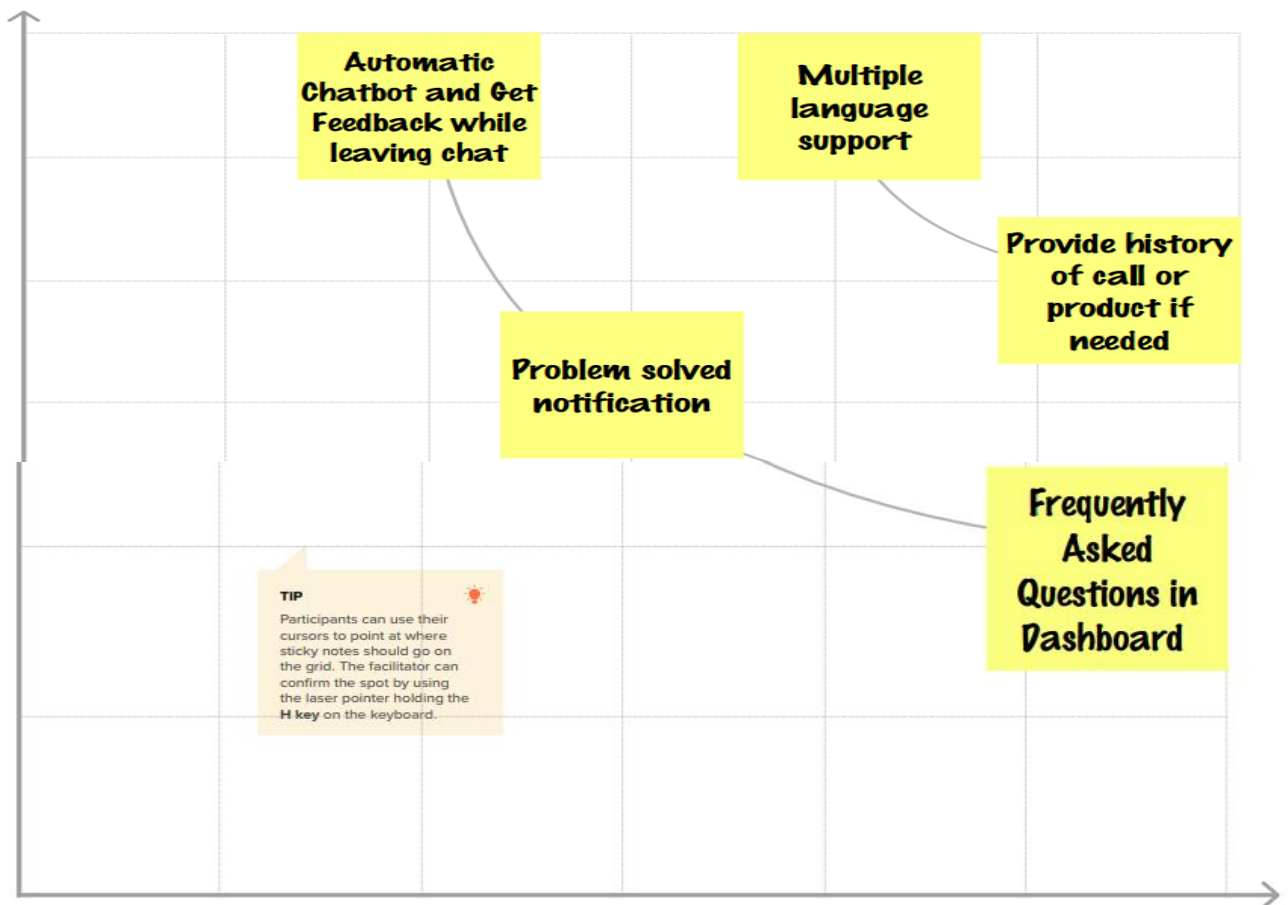 Automatic
Chatbot and Get
Feedback while
leaving chat
Multiple
language
support
Provide history
of call or
product if
needed
Problem solved
notification
Frequently
Asked
Questions in
Dashboard
TIP
Participants can use their
cursors to point at where
sticky notes should go on
the grid. The facilitator can
confirm the spot by using
the laser pointer holding the
H key on the keyboard.